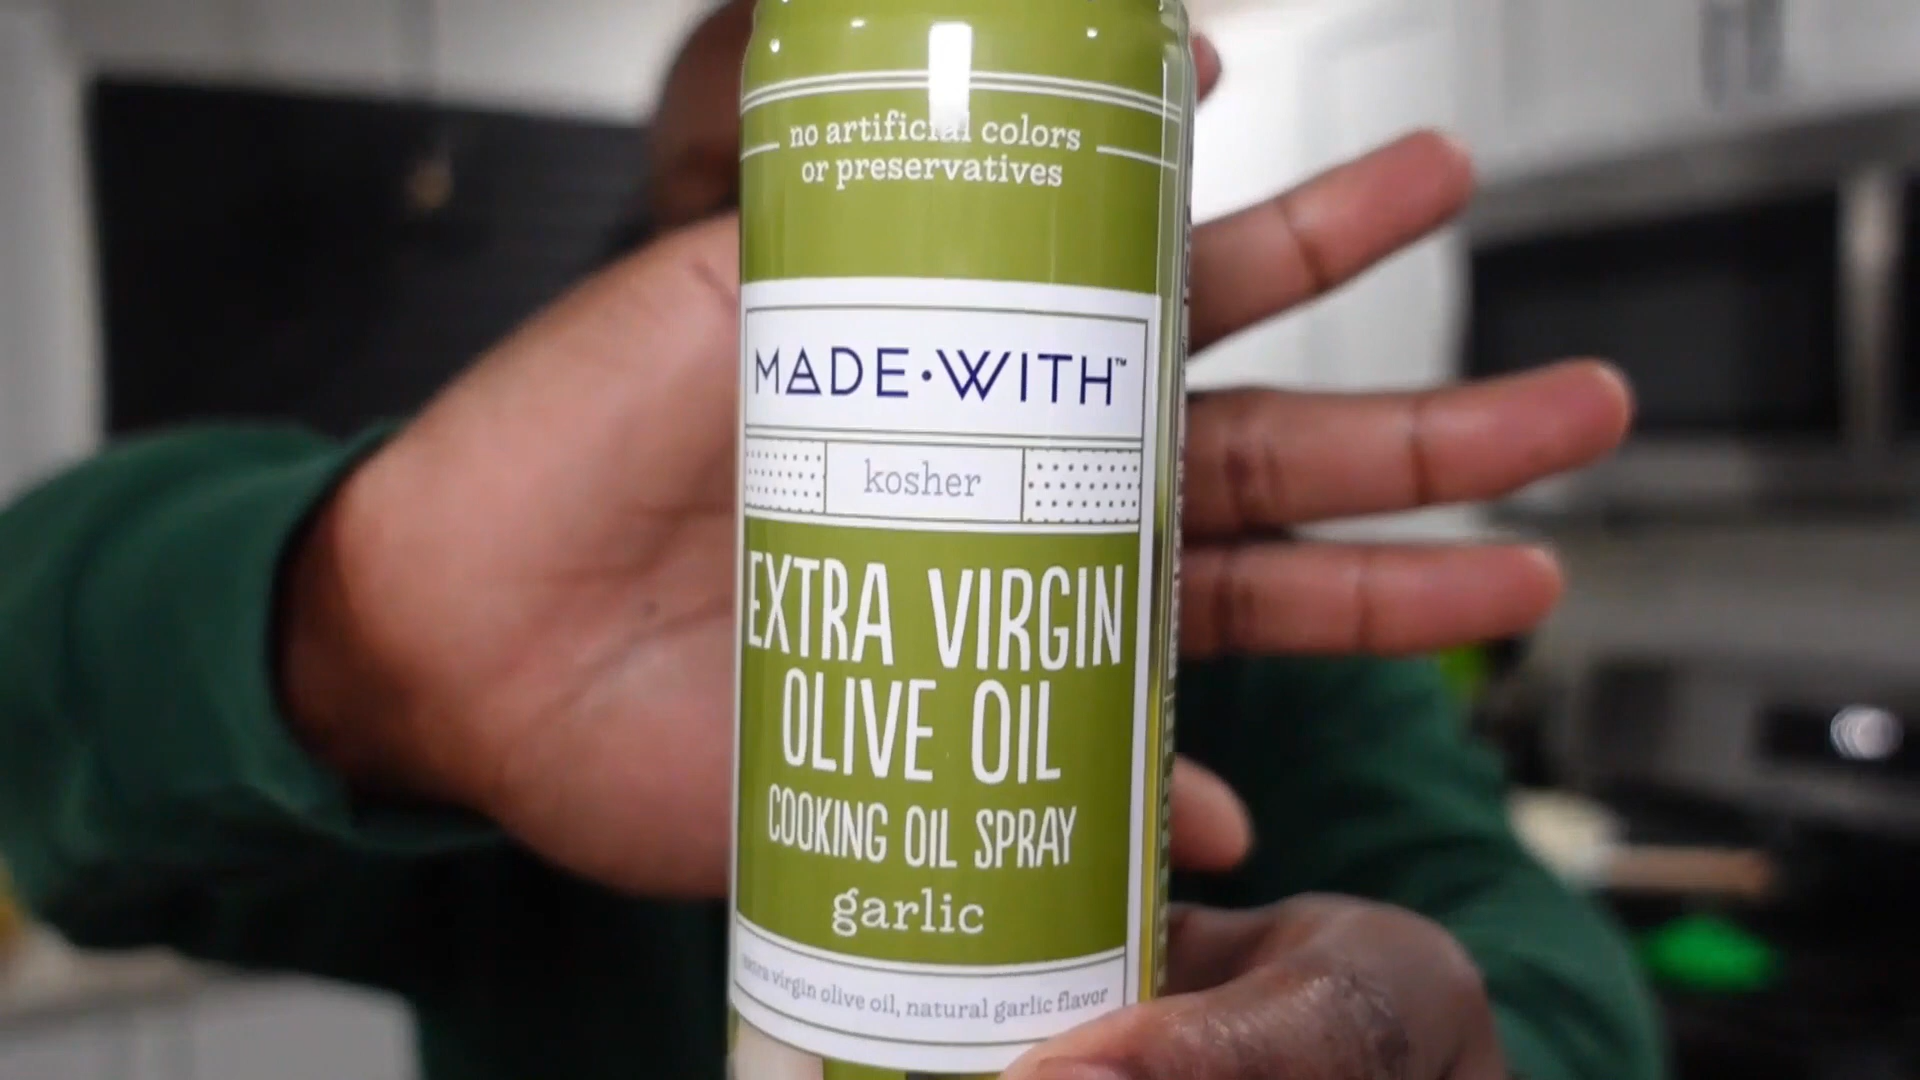 no artificial colors
or preservatives
MADE·WITH™
kosher
EXTRA VIRGIN
OLIVE OIL
COOKING OIL SPRAY
garlic
extra virgin olive oil, natural garlic flavor